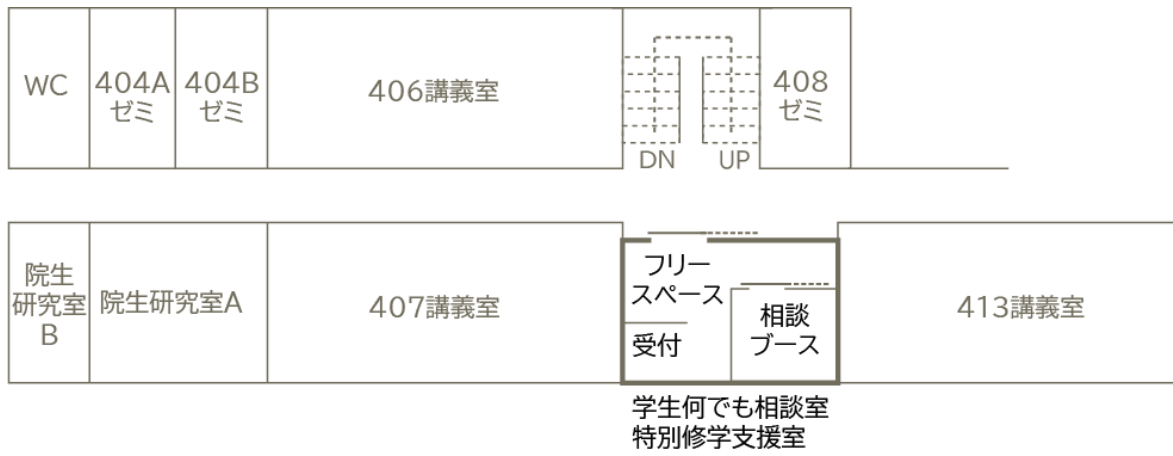 WC
404A
ゼミ
404B
ゼミ
406講義室
DN
UP
408
ゼミ
院生
研究室
B
院生研究室A
407講義室
フリー
スペース
受付
相談
ブース
413講義室
学生何でも相談室
特別修学支援室